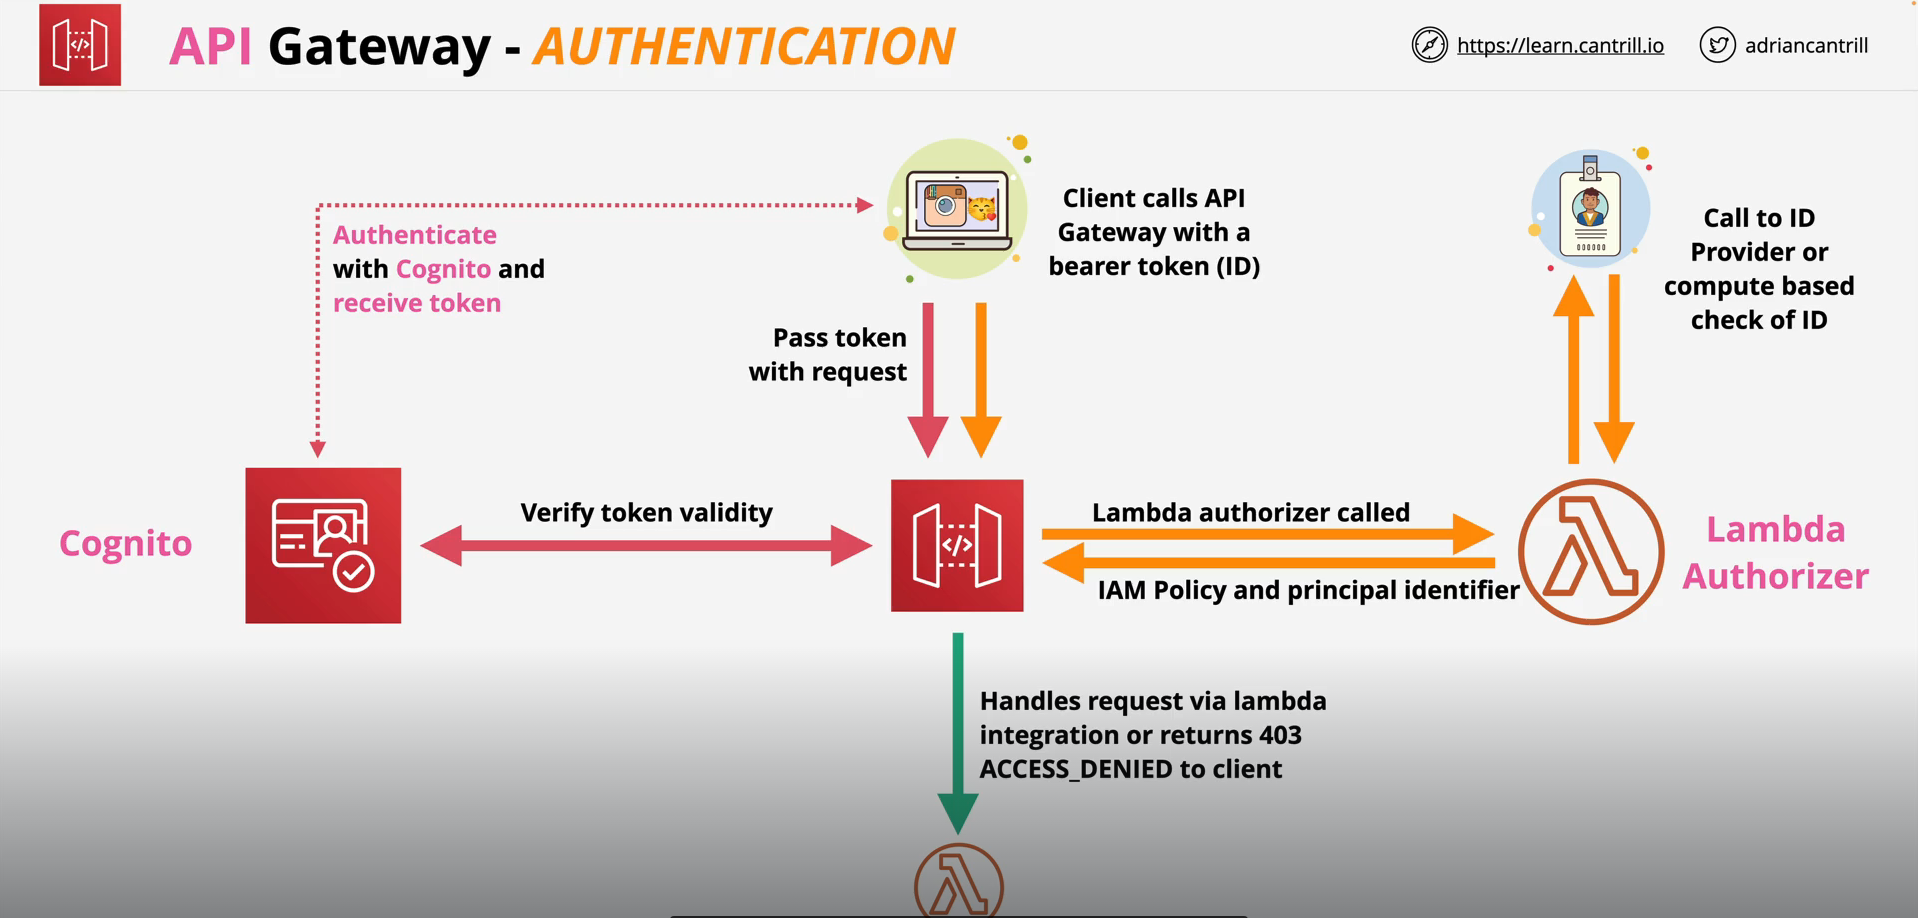 API Gateway - AUTHENTICATION
https://learn.cantrill.io
adriancantrill
Authenticate
with Cognito and
receive token
Client calls API
Gateway with a
bearer token (ID)
Call to ID
Provider or
compute based
check of ID
Pass token
with request
Cognito
Verify token validity
</>
Lambda authorizer called
IAM Policy and principal identifier
Lambda
Authorizer
Handles request via lambda
integration or returns 403
ACCESS_DENIED to client